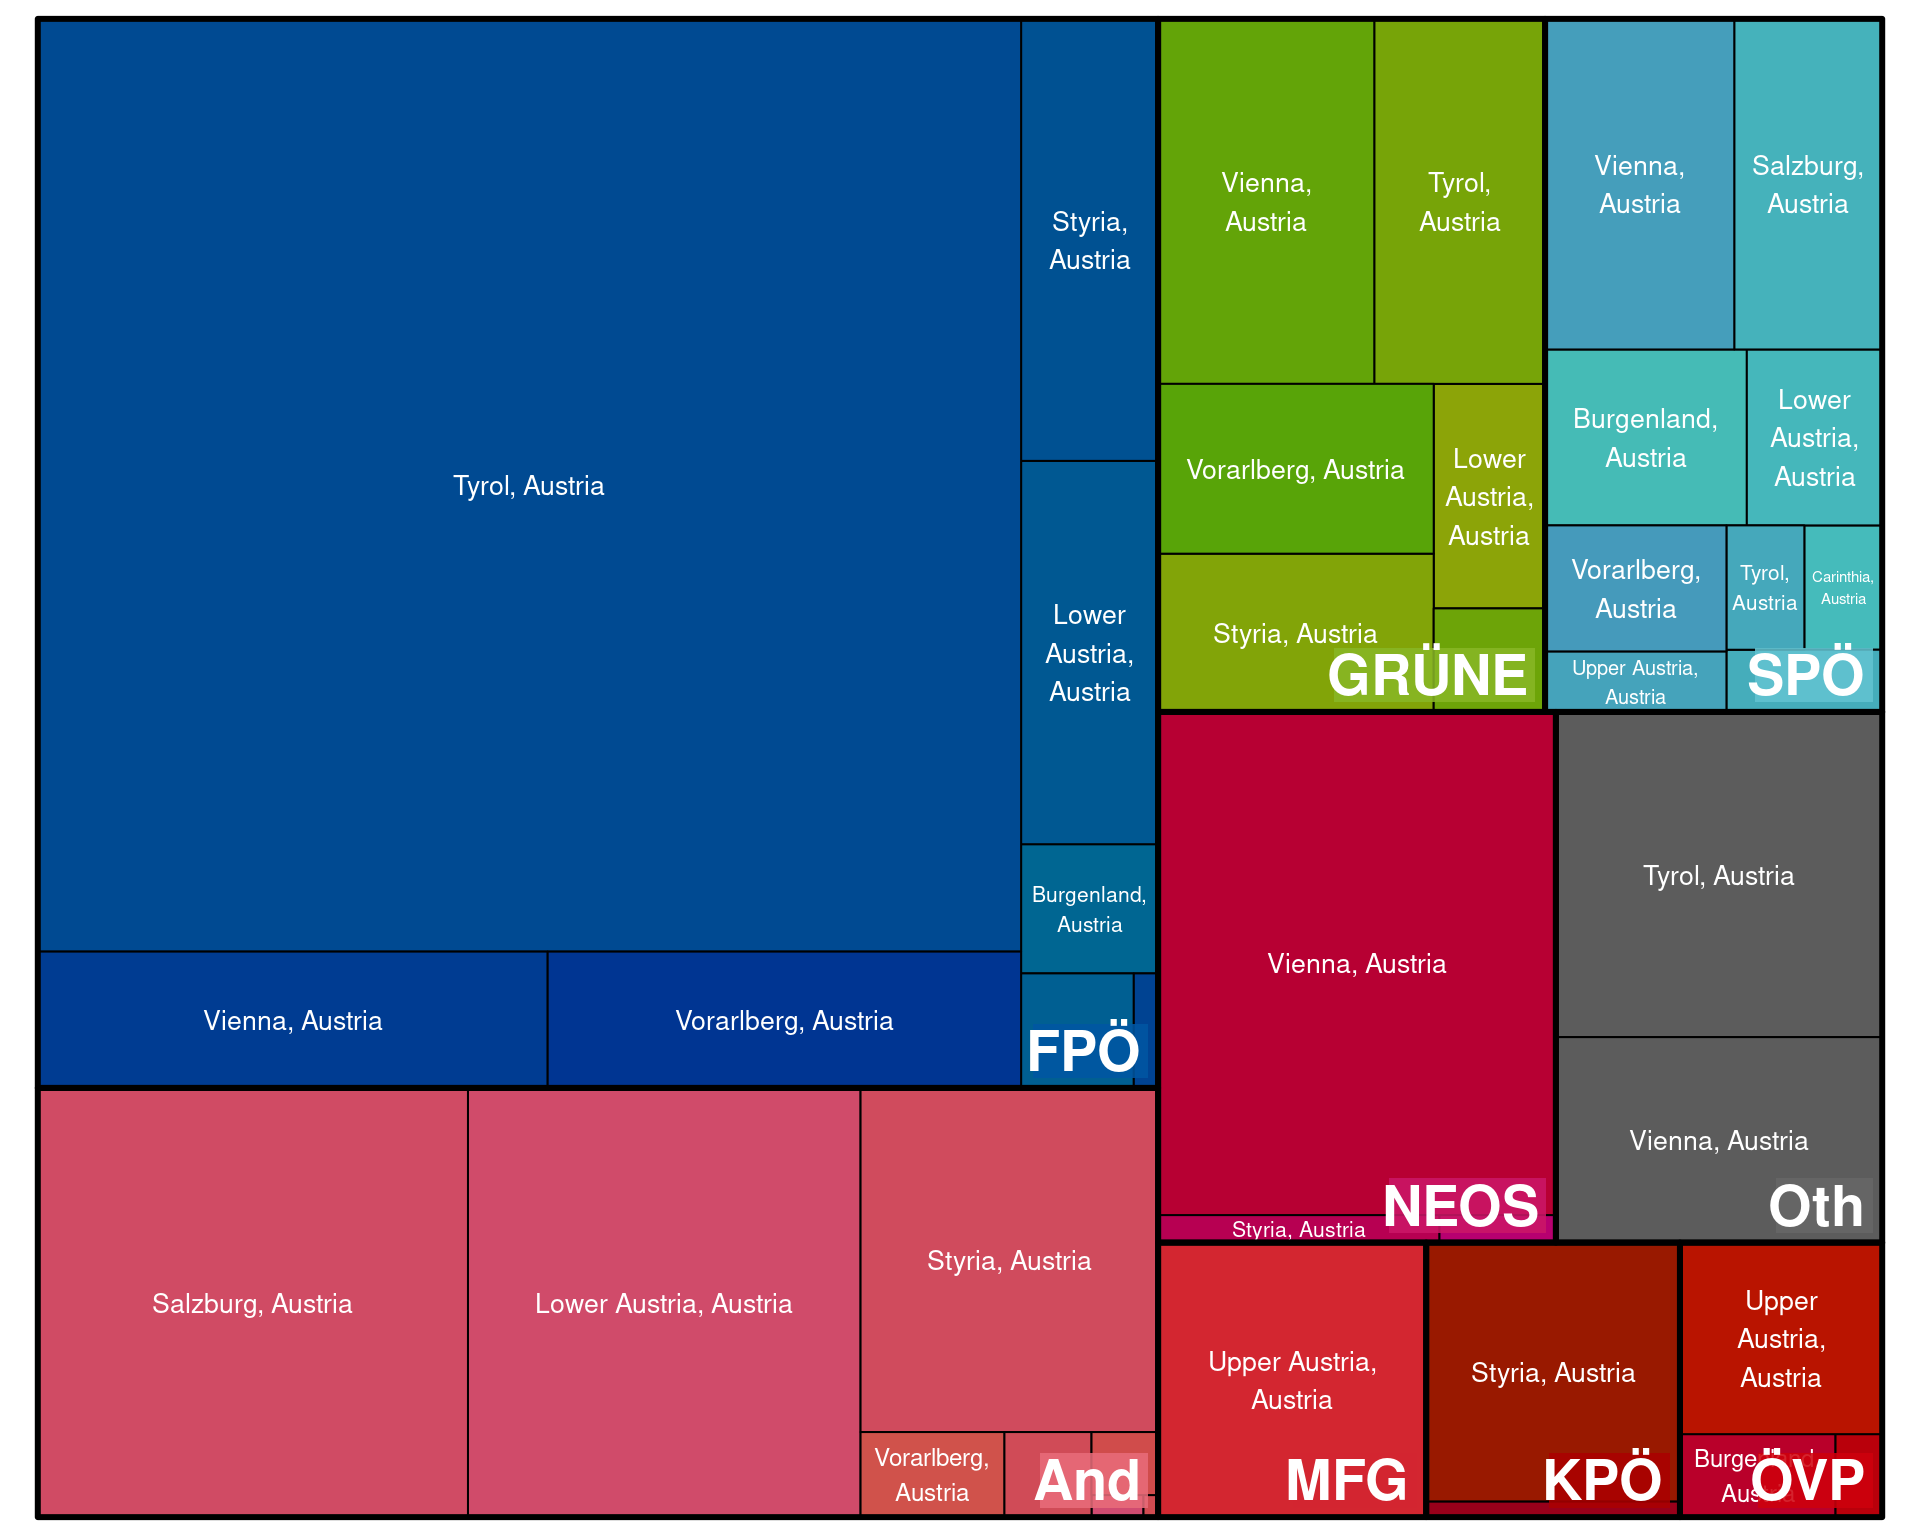 Tyrol, Austria
Styria,
Austria
Lower
Austria,
Austria
Burgenland,
Austria
Vienna, Austria
Vorarlberg, Austria
FPÖ
Salzburg, Austria
Lower Austria, Austria
Styria, Austria
Vorarlberg,
Austria
And
Vienna,
Austria
Tyrol,
Austria
Vorarlberg, Austria
Lower
Austria,
Austria
Styria, Austria
GRÜNE
Vienna,
Austria
Salzburg,
Austria
Burgenland,
Austria
Lower
Austria,
Austria
Vorarlberg,
Austria
Tyrol,
Austria
Carinthia,
Austria
Upper Austria,
Austria
SPÖ
Vienna, Austria
Styria, Austria
NEOS
Tyrol, Austria
Vienna, Austria
Oth
Upper Austria,
Austria
MFG
Styria, Austria
KPÖ
Upper
Austria,
Austria
Burgenland,
Austria
ÖVP